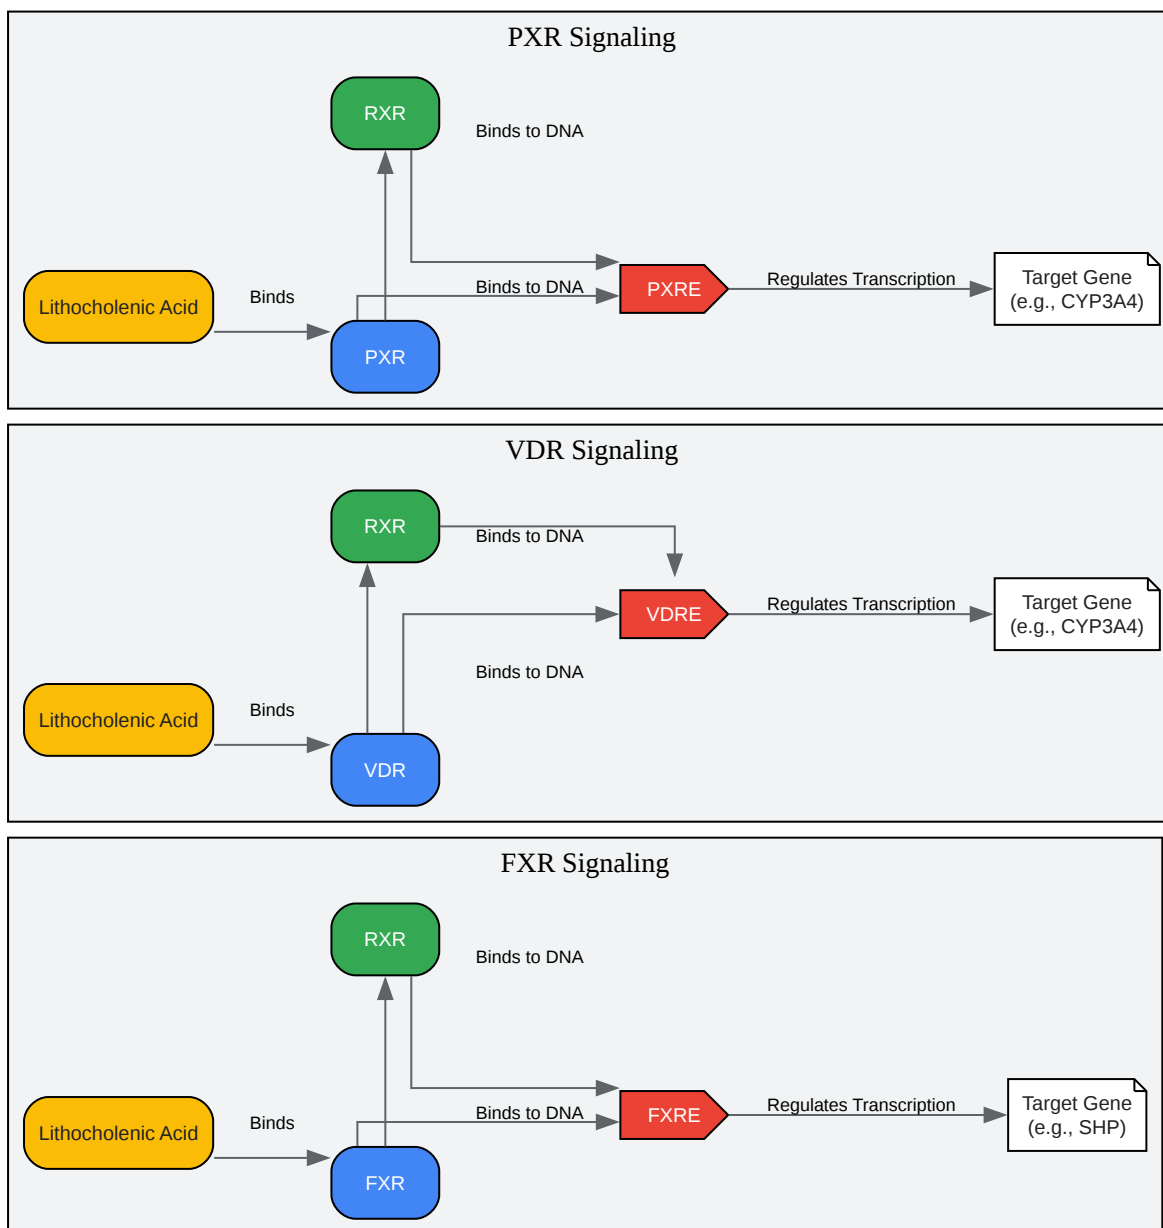 PXR Signaling
RXR
Binds to DNA
Lithocholenic Acid
Binds
PXR
Binds to DNA
PXRE
Regulates Transcription
Target Gene
(e.g., CYP3A4)
VDR Signaling
RXR
Binds to DNA
VDRE
Regulates Transcription
Target Gene
(e.g., CYP3A4)
Binds to DNA
Lithocholenic Acid
Binds
VDR
FXR Signaling
RXR
Binds to DNA
Lithocholenic Acid
Binds
FXR
Binds to DNA
FXRE
Regulates Transcription
Target Gene
(e.g., SHP)